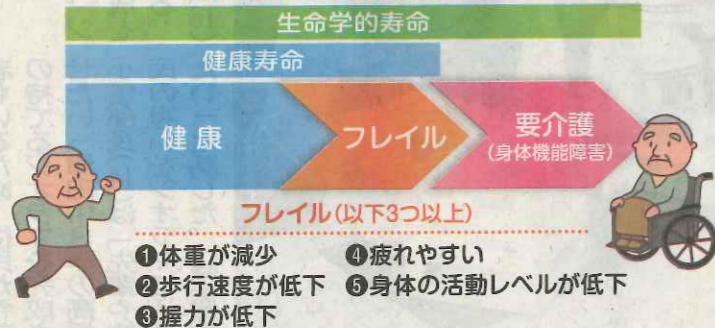 生命学的寿命
健康寿命
健康
フレイル
要介護
(身体機能障害)
フレイル(以下3つ以上)
❶体重が減少
❷歩行速度が低下
❸握力が低下
❹疲れやすい
❺身体の活動レベルが低下